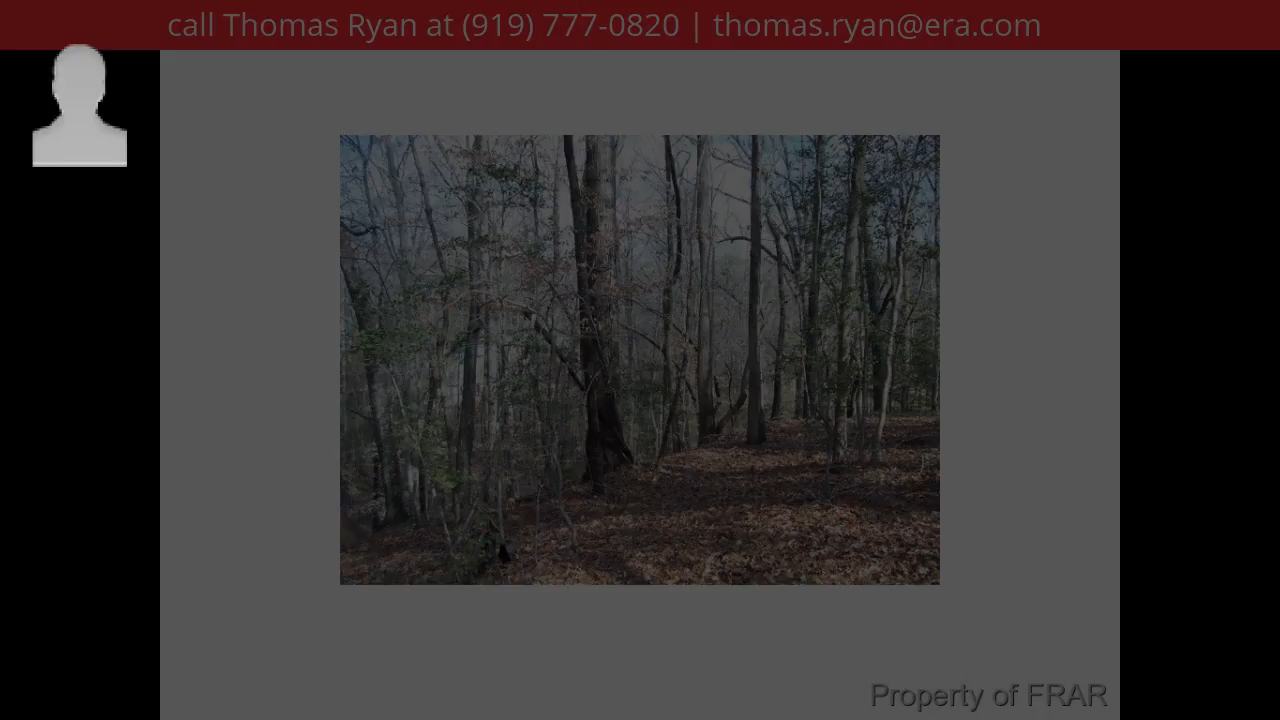 call Thomas Ryan at (919) 777-0820 | thomas.ryan@era.com
Property of FRAR